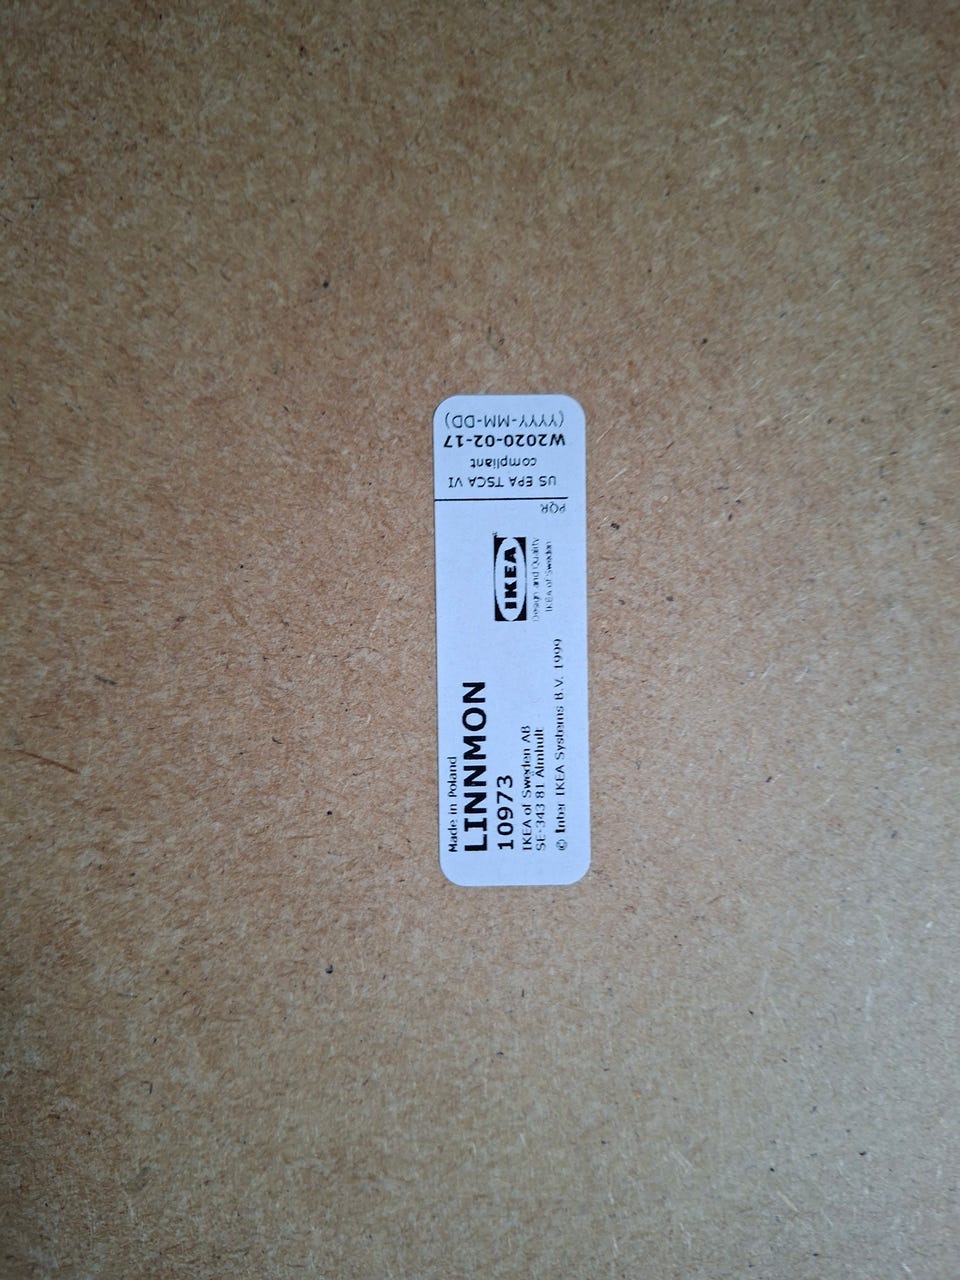 Made in Poland
LINNMON
10973
IKEA of Sweden AB
SE-343 81 Älmhult
© Inter IKEA Systems B.V. 1999
IKEA
Design and Quality
IKEA of Sweden
PQR
US EPA TSCA VI
compliant
W2020-02-17
(YYYY-MM-DD)